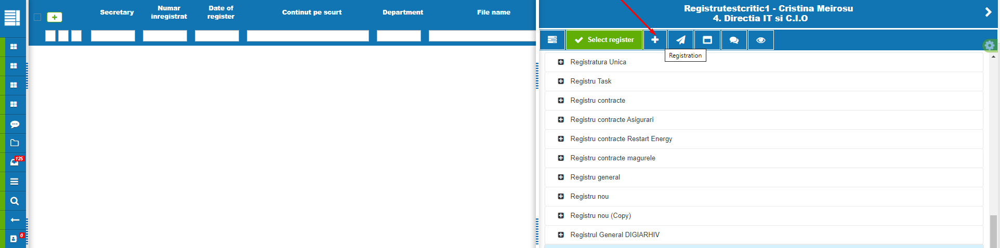 Secretary
Numar inregistrat
Date of register
Continut pe scurt
Department
File name
Registrutestcritic1 - Cristina Meirosu
4. Directia IT si C.I.O
Select register
Registration
Registratura Unica
Registru Task
Registru contracte
Registru contracte Asigurari
Registru contracte Restart Energy
Registru contracte magurele
Registru general
Registru nou
Registru nou (Copy)
Registrul General DIGIARHIV
125
0